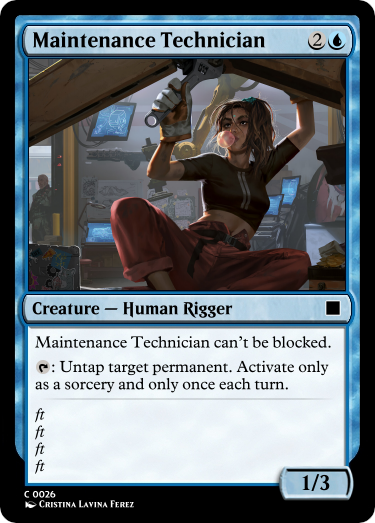 Maintenance Technician 2
Creature — Human Rigger
Maintenance Technician can't be blocked.
: Untap target permanent. Activate only
as a sorcery and only once each turn.
ft
ft
ft
ft
1/3
C 0026
Cristina Lavina Ferez